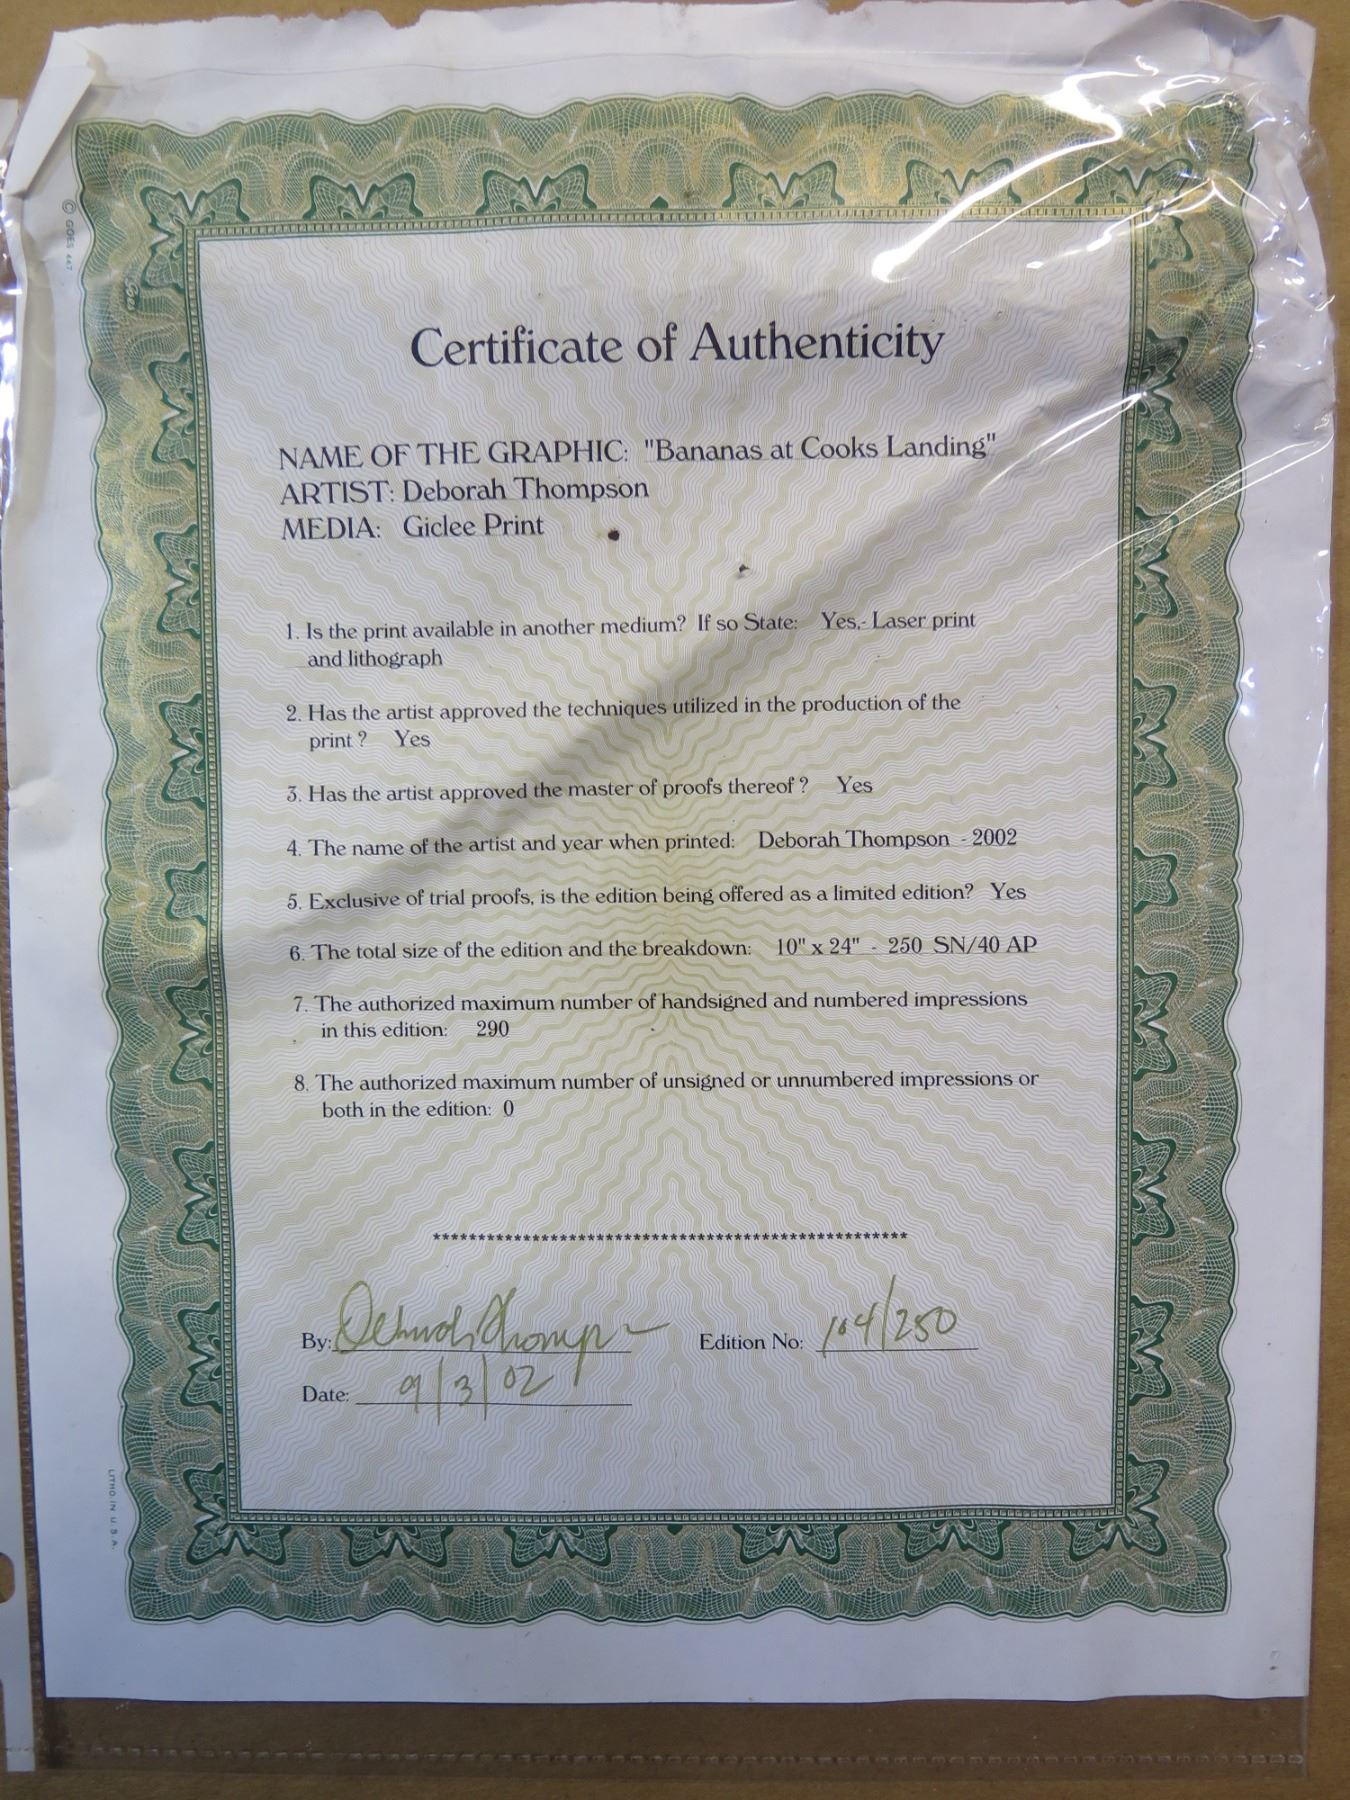 © GOES 447
Goes
Certificate of Authenticity
NAME OF THE GRAPHIC: "Bananas at Cooks Landing"
ARTIST: Deborah Thompson
MEDIA: Giclee Print
1. Is the print available in another medium? If so State: Yes,- Laser print
and lithograph
2. Has the artist approved the techniques utilized in the production of the
print ? Yes
3. Has the artist approved the master of proofs thereof ? Yes
4. The name of the artist and year when printed: Deborah Thompson - 2002
5. Exclusive of trial proofs, is the edition being offered as a limited edition? Yes
6. The total size of the edition and the breakdown: 10" x 24" - 250 SN/40 AP
7. The authorized maximum number of handsigned and numbered impressions
in this edition: 290
8. The authorized maximum number of unsigned or unnumbered impressions or
both in the edition: 0
******************************************************
By: Deborah Thompson Edition No: 104/250
Date: 9/3/02
LITHO IN U.S.A.